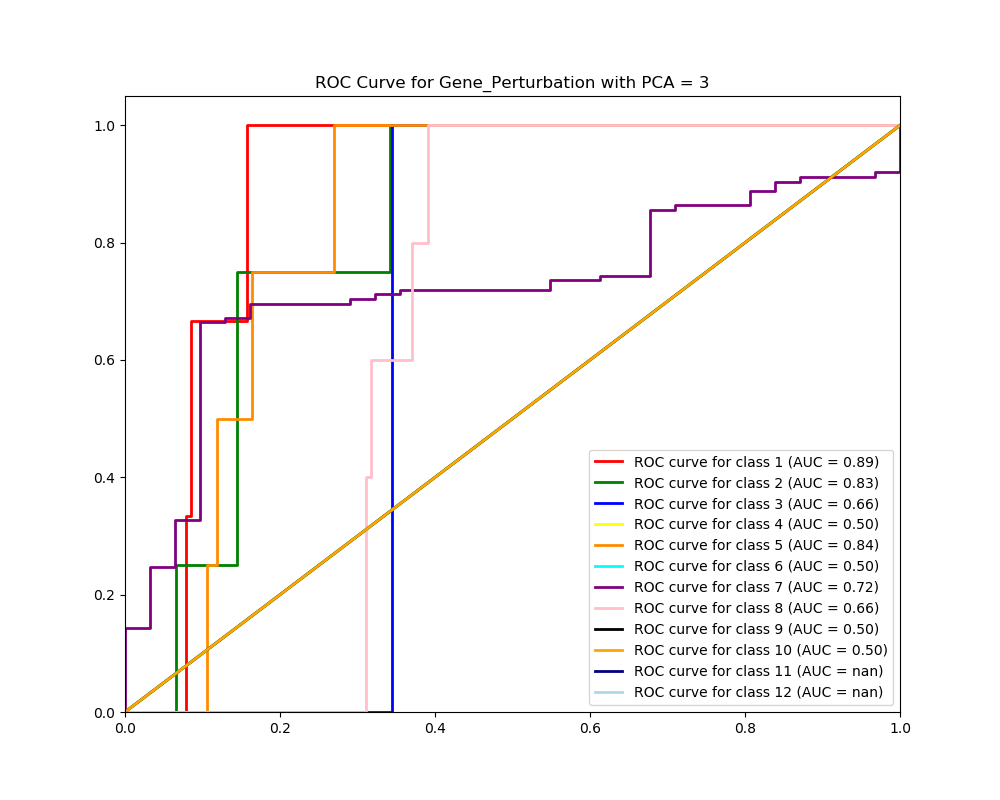 ROC Curve for Gene_Perturbation with PCA = 3
1.0
0.8
0.6
0.4
0.2
0.0
0.0 0.2 0.4 0.6 0.8 1.0
ROC curve for class 1 (AUC = 0.89)
ROC curve for class 2 (AUC = 0.83)
ROC curve for class 3 (AUC = 0.66)
ROC curve for class 4 (AUC = 0.50)
ROC curve for class 5 (AUC = 0.84)
ROC curve for class 6 (AUC = 0.50)
ROC curve for class 7 (AUC = 0.72)
ROC curve for class 8 (AUC = 0.66)
ROC curve for class 9 (AUC = 0.50)
ROC curve for class 10 (AUC = 0.50)
ROC curve for class 11 (AUC = nan)
ROC curve for class 12 (AUC = nan)